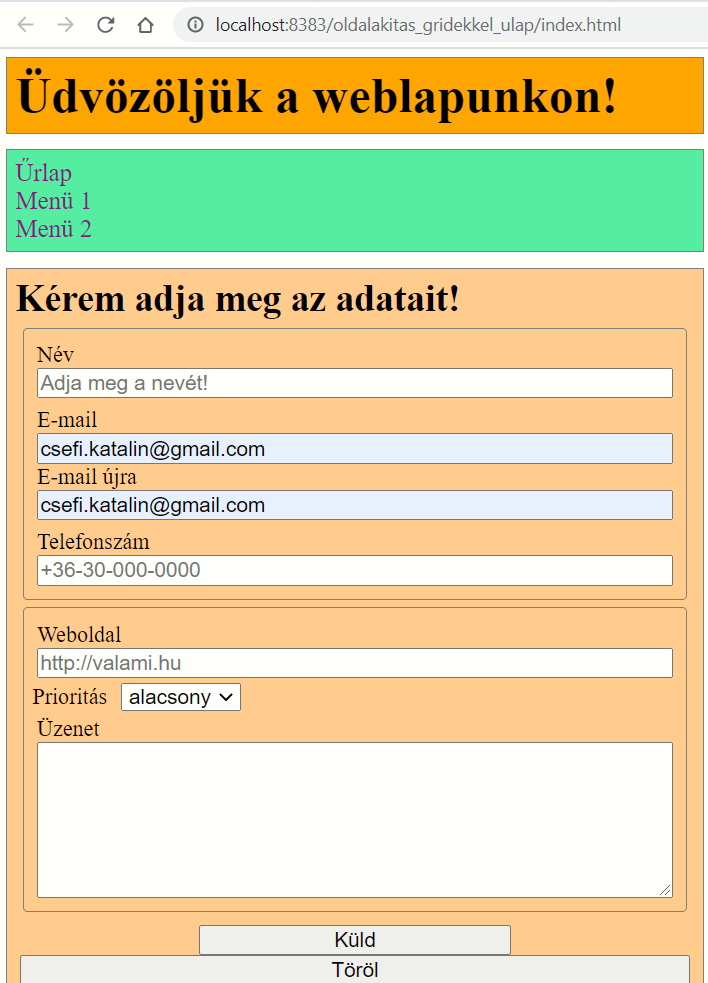 localhost:8383/oldalakitas_gridekkel_ulap/index.html
Üdvözöljük a weblapunkon!
Űrlap
Menü 1
Menü 2
Kérem adja meg az adatait!
Név
Adja meg a nevét!
E-mail
csefi.katalin@gmail.com
E-mail újra
csefi.katalin@gmail.com
Telefonszám
+36-30-000-0000
Weboldal
http://valami.hu
Prioritás alacsony
Üzenet
Küld
Töröl